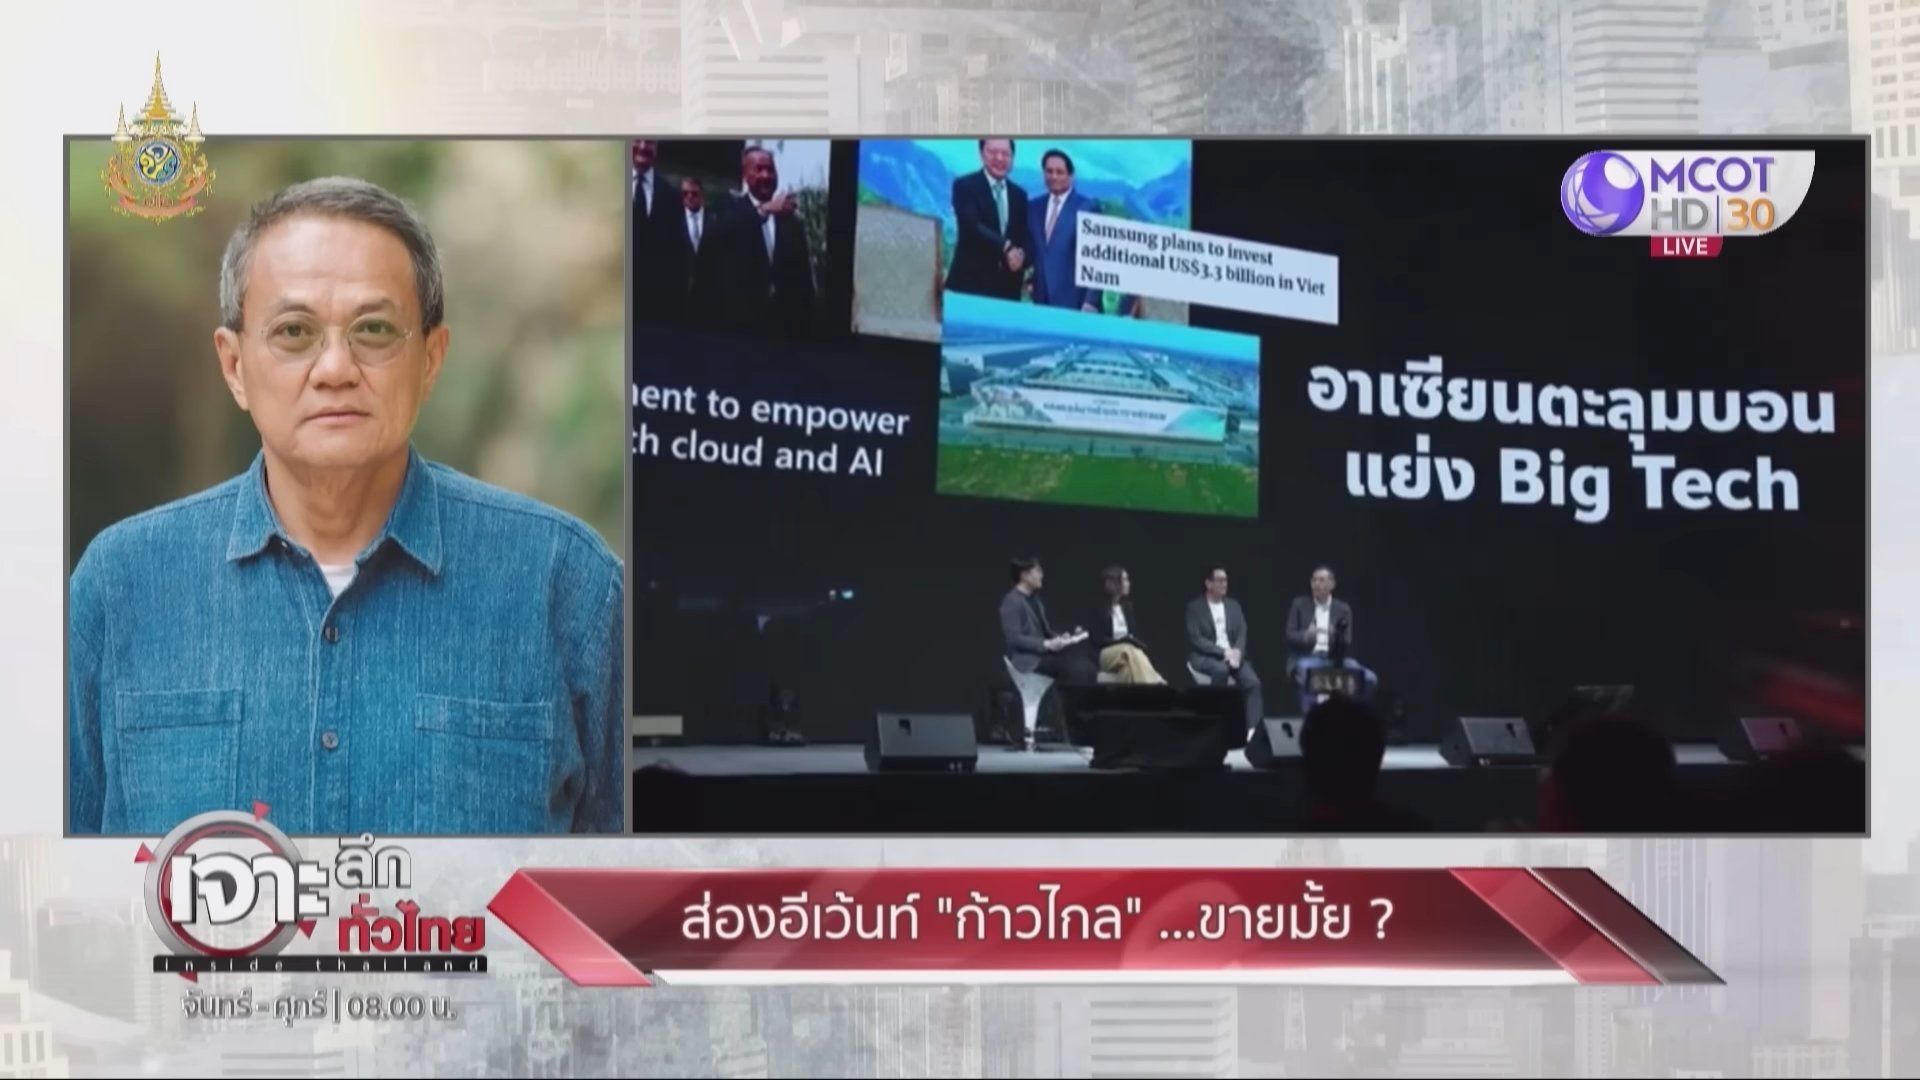 MCOT
HD 30
LIVE
Samsung plans to invest
additional US$3.3 billion in Viet
Nam
ent to empower
th cloud and AI
อาเซียนตะลุมบอน
แย่ง Big Tech
เจาะลึก
ทั่วไทย
inside thailand
จันทร์ - ศุกร์ | 08.00 น.
ส่องอีเว้นท์ "ก้าวไกล" ...ขายมั้ย ?